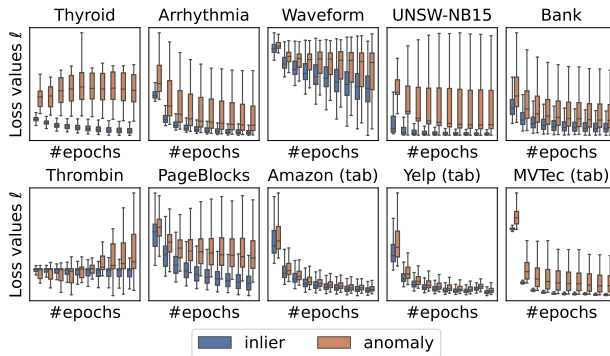 Thyroid Arrhythmia Waveform UNSW-NB15 Bank
Loss values ℓ
#epochs #epochs #epochs #epochs #epochs
Thrombin PageBlocks Amazon (tab) Yelp (tab) MVTec (tab)
Loss values ℓ
#epochs #epochs #epochs #epochs #epochs
inlier anomaly